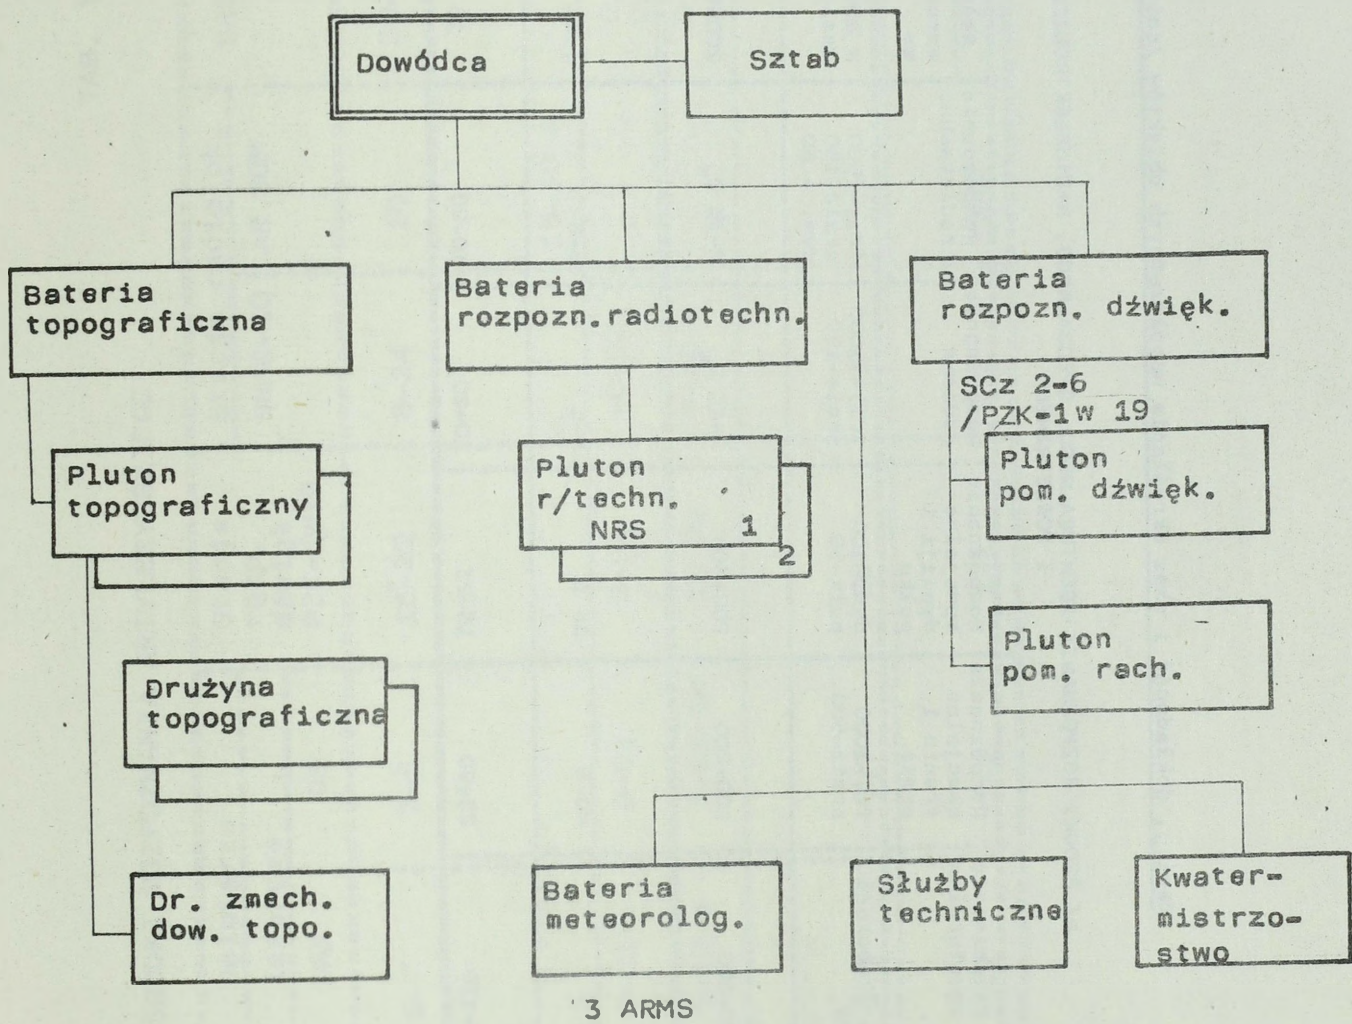 Dowódca
Sztab
Bateria
topograficzna
Bateria
rozpozn.radiotechn.
Bateria
rozpozn. dźwięk.
SCz 2-6
/PZK-1w 19
Pluton
topograficzny
Pluton
r/techn.
NRS 1
2
Pluton
pom. dźwięk.
Pluton
pom. rach.
Drużyna
topograficzna
Dr. zmech.
dow. topo.
Bateria
meteorolog.
Służby
techniczne
Kwater-
mistrzo-
stwo
3 ARMS